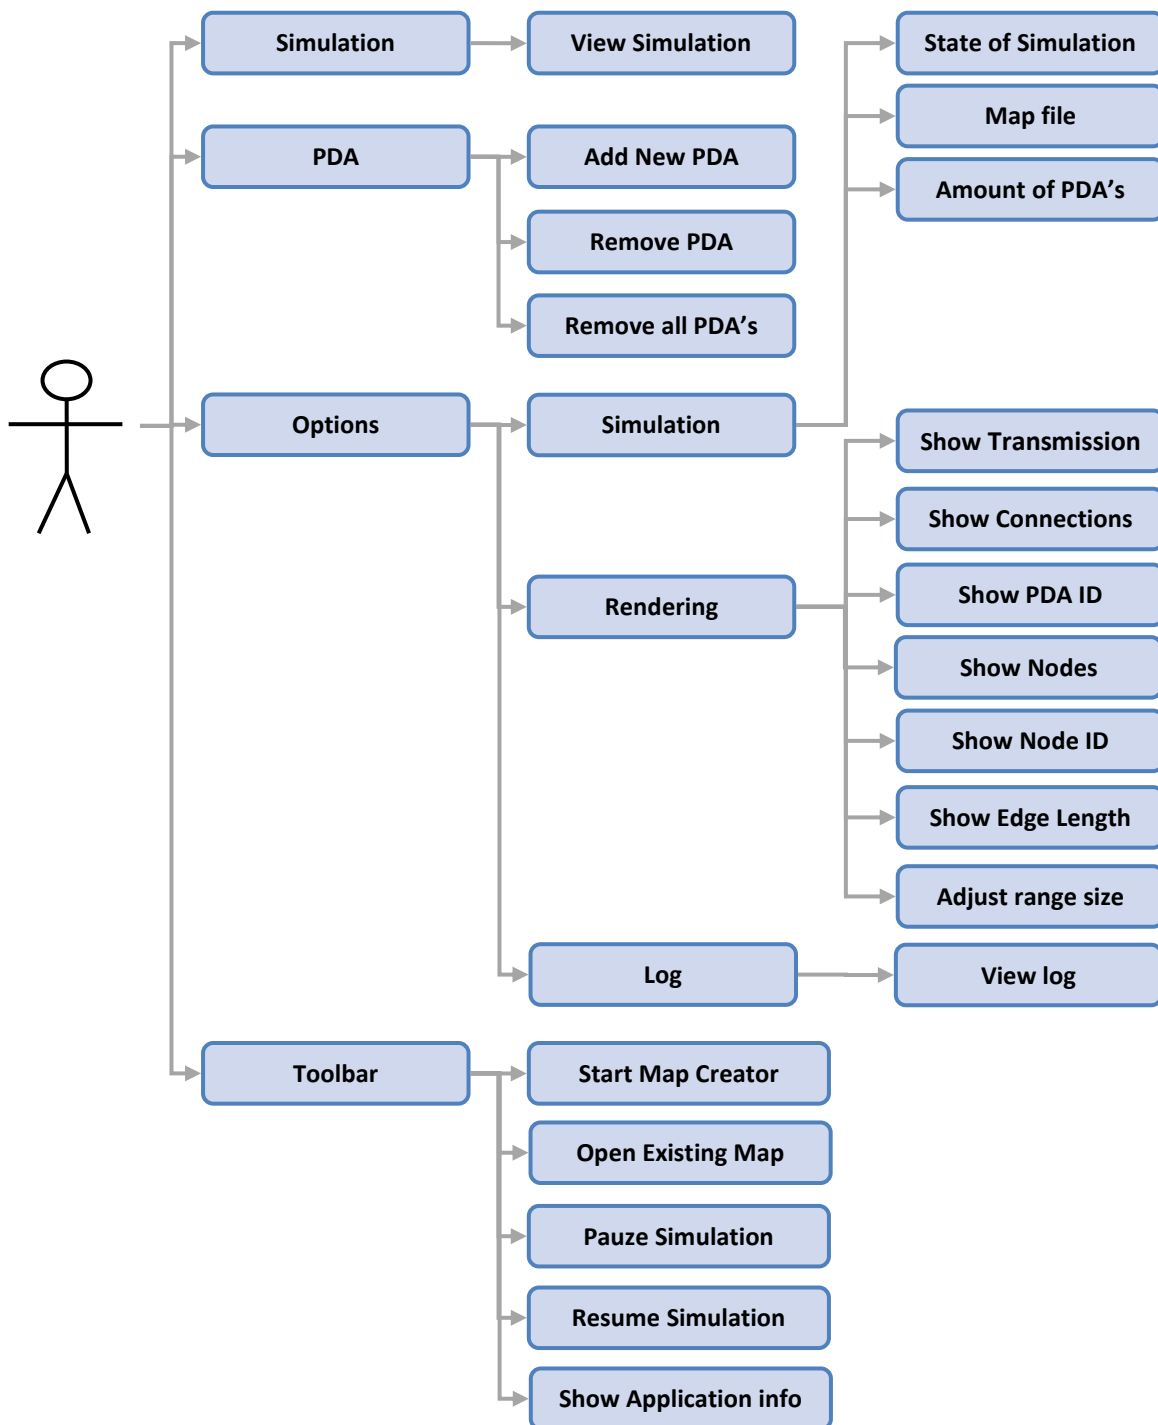 Simulation
View Simulation
State of Simulation
Map file
PDA
Add New PDA
Amount of PDA's
Remove PDA
Remove all PDA's
Options
Simulation
Show Transmission
Show Connections
Show PDA ID
Rendering
Show Nodes
Show Node ID
Show Edge Length
Adjust range size
Log
View log
Toolbar
Start Map Creator
Open Existing Map
Pauze Simulation
Resume Simulation
Show Application info